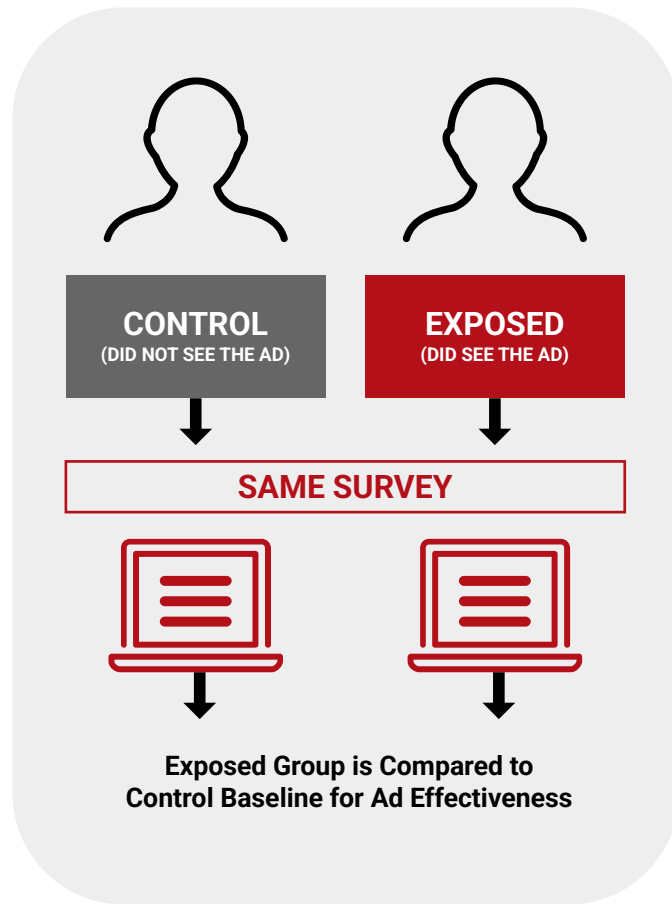 CONTROL
(DID NOT SEE THE AD)
EXPOSED
(DID SEE THE AD)
SAME SURVEY
Exposed Group is Compared to
Control Baseline for Ad Effectiveness